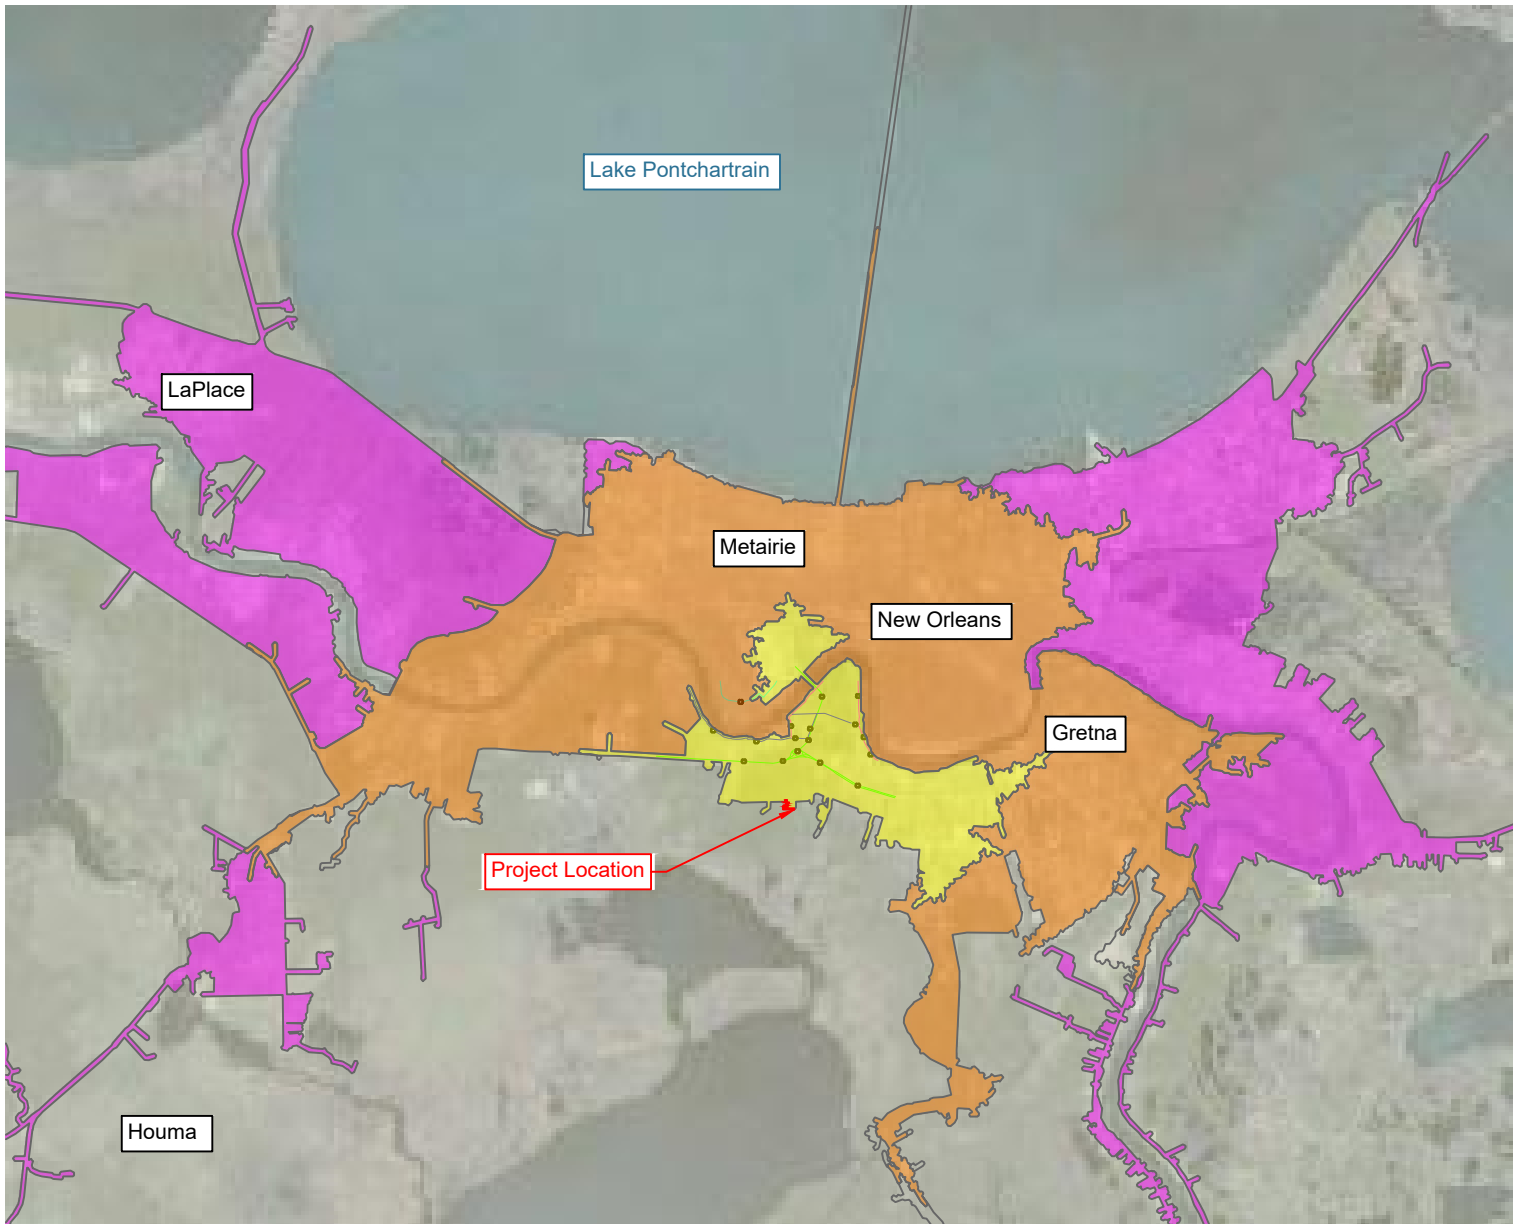 Lake Pontchartrain
LaPlace
Metairie
New Orleans
Gretna
Project Location
Houma